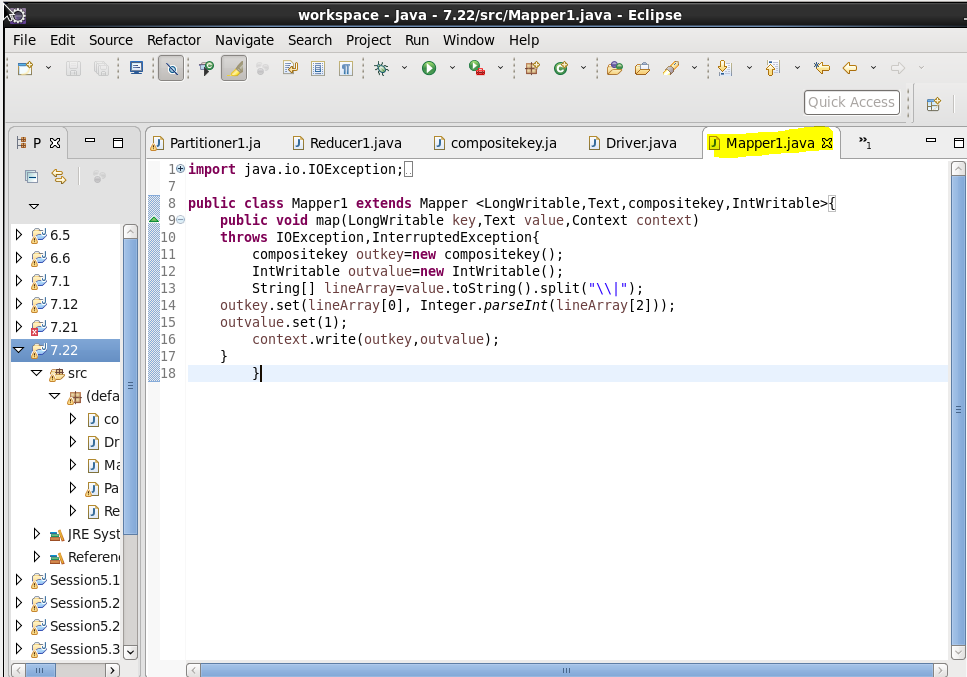 workspace - Java - 7.22/src/Mapper1.java - Eclipse
File Edit Source Refactor Navigate Search Project Run Window Help
Quick Access
P
Partitioner1.ja Reducer1.java compositekey.ja Driver.java Mapper1.java »1
1 import java.io.IOException;
7
8 public class Mapper1 extends Mapper <LongWritable,Text,compositekey,IntWritable>{
9 public void map(LongWritable key,Text value,Context context)
10 throws IOException,InterruptedException{
11 compositekey outkey=new compositekey();
12 IntWritable outvalue=new IntWritable();
13 String[] lineArray=value.toString().split("\\|");
14 outkey.set(lineArray[0], Integer.parseInt(lineArray[2]));
15 outvalue.set(1);
16 context.write(outkey,outvalue);
17 }
18 }
6.5
6.6
7.1
7.12
7.21
7.22
src
(defa
co
Dr
Ma
Pa
Re
JRE Syst
Referen
Session5.1
Session5.2
Session5.2
Session5.3